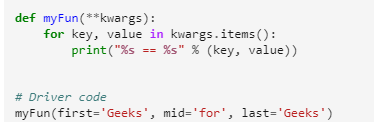 def myFun(**kwargs):
    for key, value in kwargs.items():
        print("%s == %s" % (key, value))


# Driver code
myFun(first='Geeks', mid='for', last='Geeks')